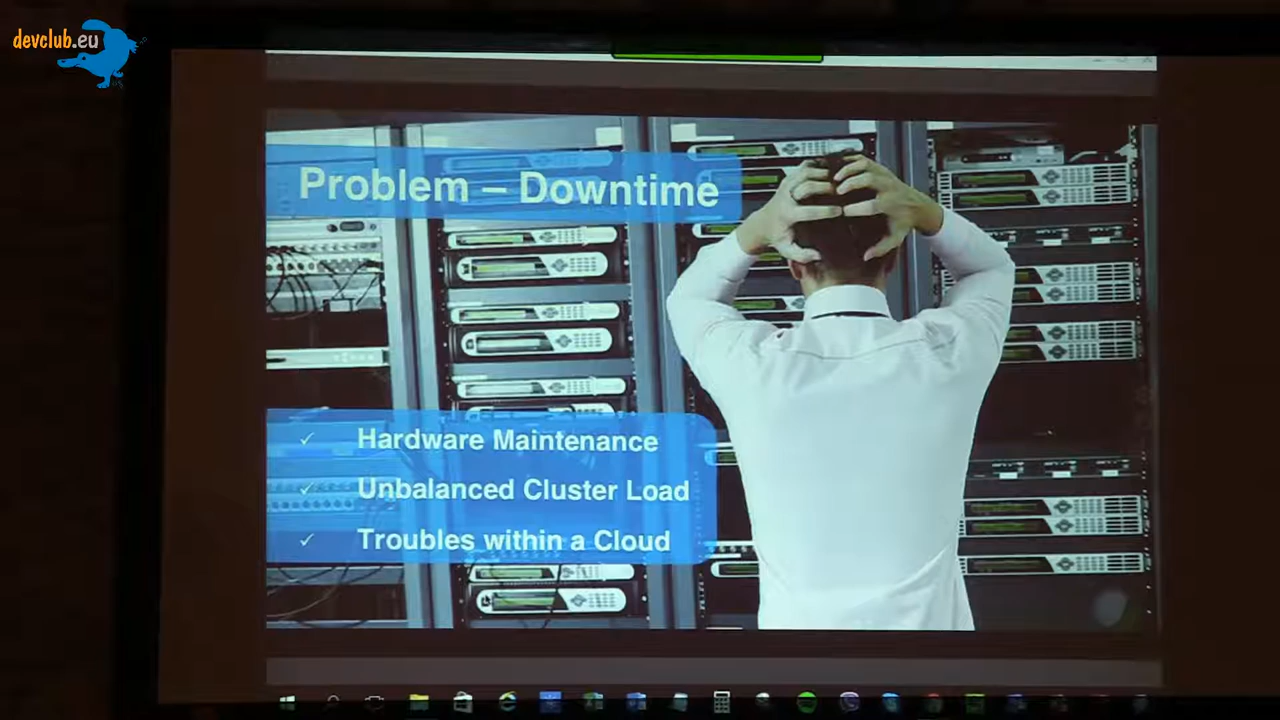 devclub.eu
Problem – Downtime
✓ Hardware Maintenance
✓ Unbalanced Cluster Load
✓ Troubles within a Cloud